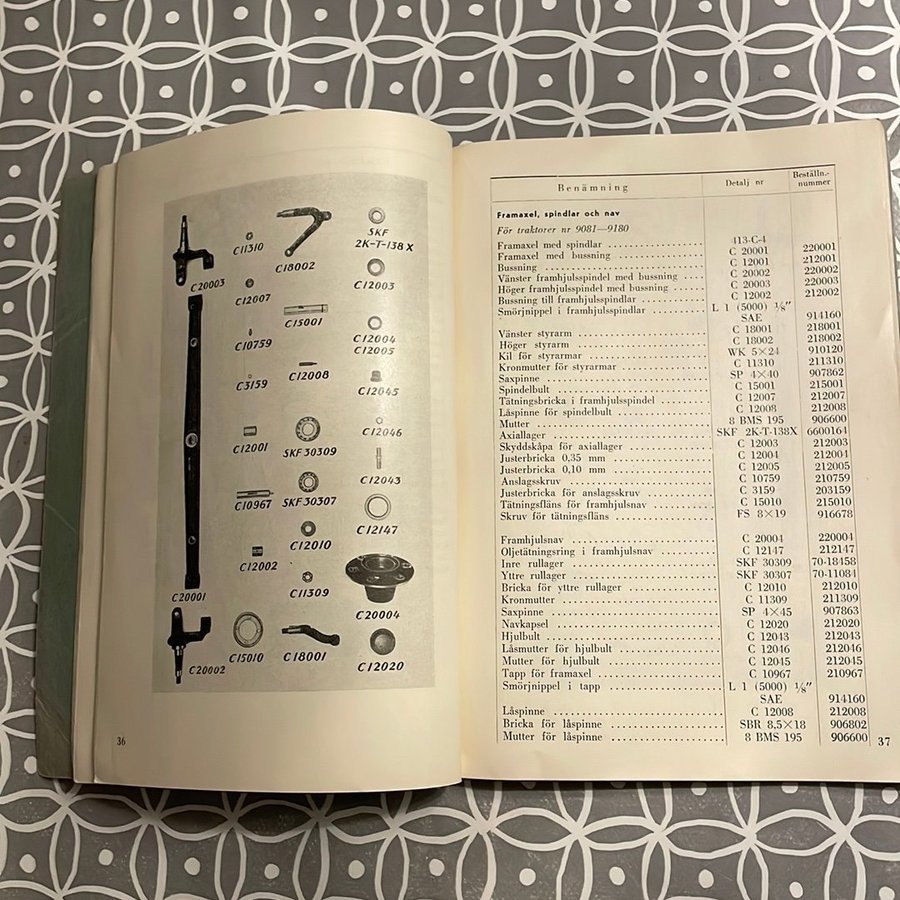 C20003
C11310
C18002
SKF
2K-T-138 X
C12007
C12003
C15001
C10759
C12004
C12005
C3159
C12008
C12045
C12001
SKF 30309
C12046
C10967
SKF 30307
C12043
C12002
C12010
C12147
C20001
C11309
C20004
C20002
C15010
C18001
C12020
36
Benämning Detalj nr Beställn.-
nummer
Framaxel, spindlar och nav
För traktorer nr 9081—9180
Framaxel med spindlar ........ 413-C-4
Framaxel med bussning ........ C 20001 220001
Bussning ........ C 12001 212001
Vänster framhjulsspindel med bussning .... C 20002 220002
Höger framhjulsspindel med bussning .... C 20003 220003
Bussning till framhjulsspindlar ........ C 12002 212002
Smörjnippel i framhjulsspindlar ........ L 1 (5000) ⅛″
SAE 914160
Vänster styrarm ........ C 18001 218001
Höger styrarm ........ C 18002 218002
Kil för styrarmar ........ WK 5×24 910120
Kronmutter för styrarmar ........ C 11310 211310
Saxpinne ........ SP 4×40 907862
Spindelbult ........ C 15001 215001
Tätningsbricka i framhjulsspindel ........ C 12007 212007
Låspinne för spindelbult ........ C 12008 212008
Mutter ........ 8 BMS 195 906600
Axiallager ........ SKF 2K-T-138X 6600164
Skyddskåpa för axiallager ........ C 12003 212003
Justerbricka 0,35 mm ........ C 12004 212004
Justerbricka 0,10 mm ........ C 12005 212005
Anslagsskruv ........ C 10759 210759
Justerbricka för anslagsskruv ........ C 3159 203159
Tätningsfläns för framhjulsnav ........ C 15010 215010
Skruv för tätningsfläns ........ FS 8×19 916678
Framhjulsnav ........ C 20004 220004
Oljetätningsring i framhjulsnav ........ C 12147 212147
Inre rullager ........ SKF 30309 70-18458
Yttre rullager ........ SKF 30307 70-11084
Bricka för yttre rullager ........ C 12010 212010
Kronmutter ........ C 11309 211309
Saxpinne ........ SP 4×45 907863
Navkapsel ........ C 12020 212020
Hjulbult ........ C 12043 212043
Låsmutter för hjulbult ........ C 12046 212046
Mutter för hjulbult ........ C 12045 212045
Tapp för framaxel ........ C 10967 210967
Smörjnippel i tapp ........ L 1 (5000) ⅛″
SAE 914160
Låspinne ........ C 12008 212008
Bricka för låspinne ........ SBR 8.5×18 906802
Mutter för låspinne ........ 8 BMS 195 906600
37